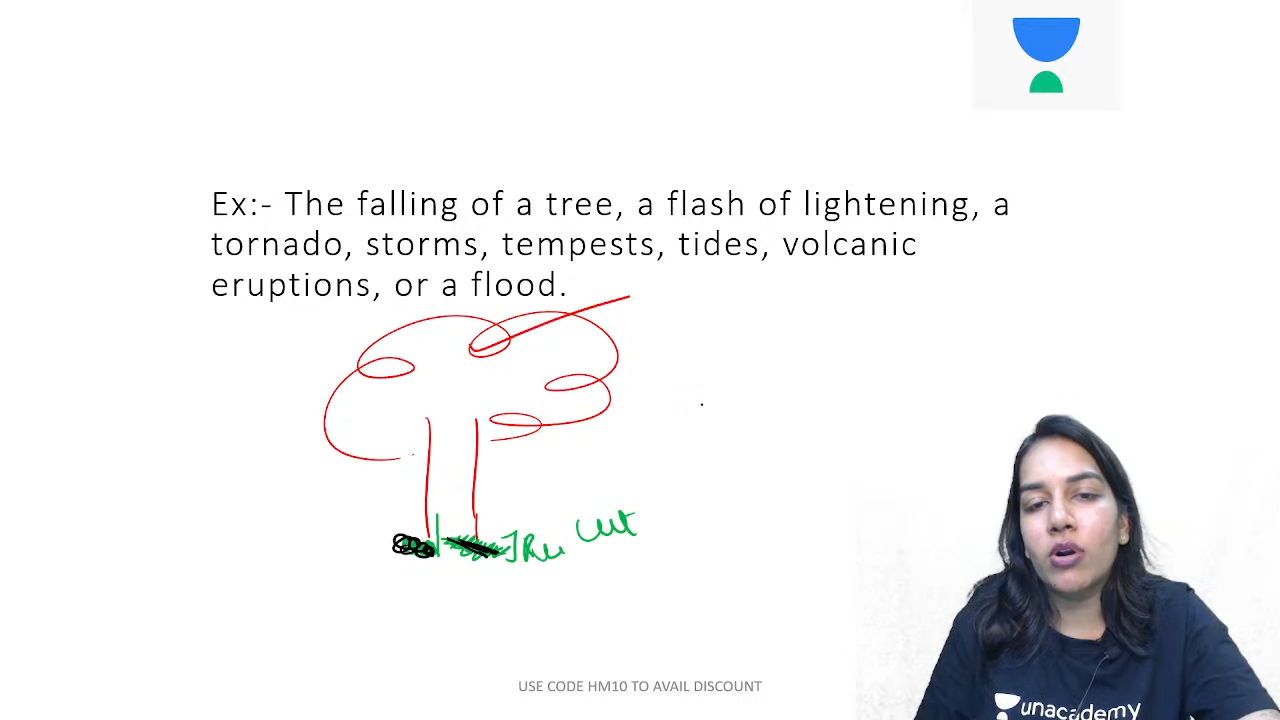 Ex:- The falling of a tree, a flash of lightening, a
tornado, storms, tempests, tides, volcanic
eruptions, or a flood.
cut
USE CODE HM10 TO AVAIL DISCOUNT
unacademy